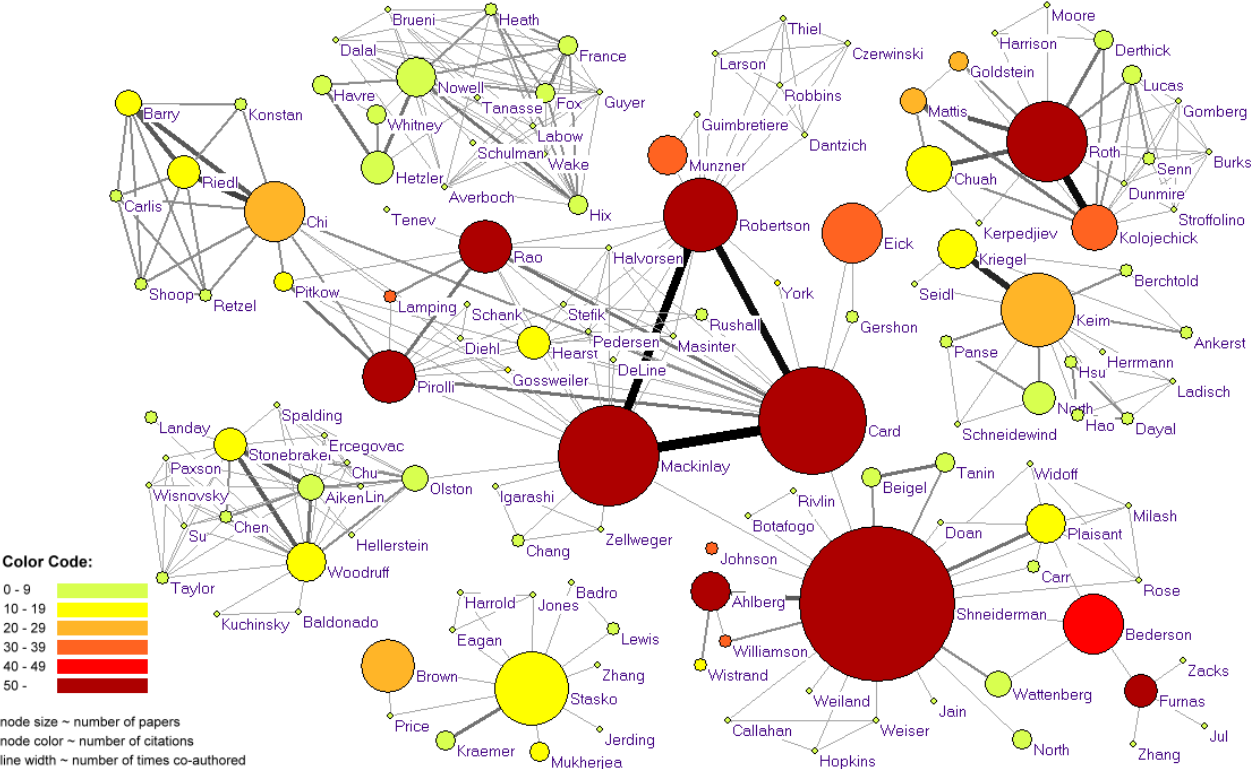 Brueni
Heath
Dalal
France
Nowell
Havre
Tanasse
Fox
Guyer
Whitney
Labow
Schulman
Wake
Hetzler
Averboch
Hix
Barry
Konstan
Riedl
Carlis
Chi
Shoop
Retzel
Pitkow
Tenev
Rao
Lamping
Pirolli
Thiel
Czerwinski
Larson
Robbins
Guimbretiere
Dantzich
Munzner
Robertson
Halvorsen
York
Schank
Stefik
Rushall
Diehl
Hearst
Pedersen
Masinter
DeLine
Gossweiler
Eick
Gershon
Card
Mackinlay
Moore
Harrison
Derthick
Goldstein
Lucas
Mattis
Gomberg
Roth
Senn
Burks
Chuah
Dunmire
Stroffolino
Kerpedjiev
Kolojechick
Kriegel
Seidl
Berchtold
Keim
Ankerst
Panse
Herrmann
Hsu
Ladisch
North
Hao
Dayal
Schneidewind
Landay
Spalding
Stonebraker
Ercegovac
Paxson
Chu
Wisnovsky
Aiken
Lin
Olston
Chen
Su
Hellerstein
Taylor
Woodruff
Kuchinsky
Baldonado
Igarashi
Chang
Zellweger
Rivlin
Botafogo
Beigel
Tanin
Widoff
Doan
Plaisant
Milash
Carr
Rose
Johnson
Ahlberg
Shneiderman
Bederson
Williamson
Wistrand
Wattenberg
Zacks
Furnas
Weiland
Callahan
Weiser
Jain
Hopkins
North
Jul
Zhang
Harrold
Jones
Badro
Eagan
Lewis
Brown
Zhang
Stasko
Price
Kraemer
Jerding
Mukherjea
Color Code:
0 - 9
10 - 19
20 - 29
30 - 39
40 - 49
50 -
node size ~ number of papers
node color ~ number of citations
line width ~ number of times co-authored